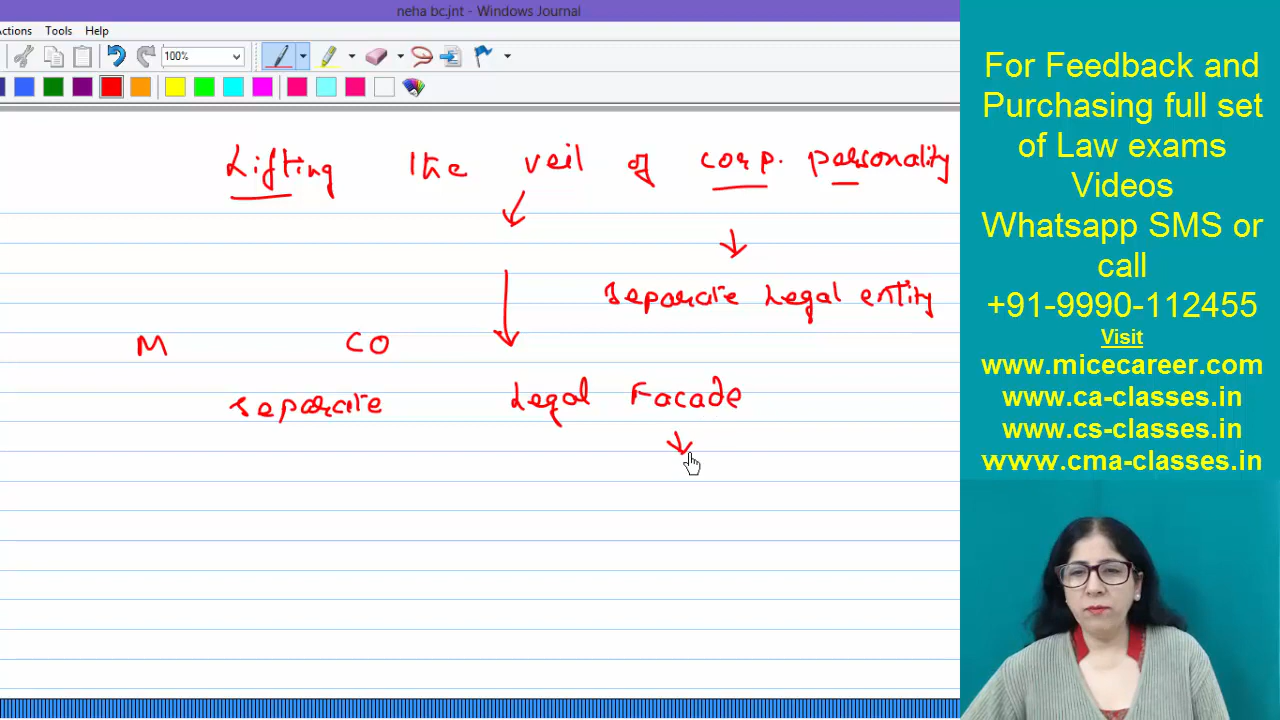 neha bc.jnt - Windows Journal
Actions Tools Help
100%
Lifting the veil of corp. personality
separate Legal entity
M CO
separate Legal Facade
For Feedback and
Purchasing full set
of Law exams
Videos
Whatsapp SMS or
call
+91-9990-112455
Visit
www.micecareer.com
www.ca-classes.in
www.cs-classes.in
www.cma-classes.in